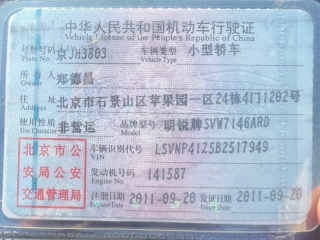 中华人民共和国机动车行驶证
Vehicle License of the People's Republic of China
号牌号码 京JH3803 车辆类型 小型轿车
Plate No. Vehicle Type
所有人 郑德昌
Owner
住址 北京市石景山区苹果园一区24栋4门1202号
Address
使用性质 非营运 品牌型号 明锐牌SVW7146ARD
Use Character Model
北京市公安局公安交通管理局
车辆识别代号 LSVNP41Z5B2517949
VIN
发动机号码 141587
Engine No.
注册日期 2011-09-20 发证日期 2011-09-20
Register Date Issue Date